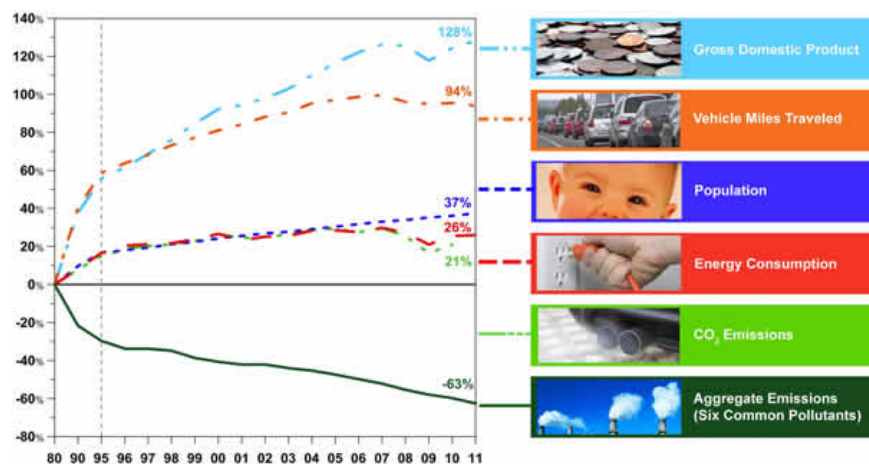 140%
120%
100%
80%
60%
40%
20%
0%
-20%
-40%
-60%
-80%
128%
94%
37%
26%
21%
-63%
80 90 95 96 97 98 99 00 01 02 03 04 05 06 07 08 09 10 11
Gross Domestic Product
Vehicle Miles Traveled
Population
Energy Consumption
CO₂ Emissions
Aggregate Emissions
(Six Common Pollutants)